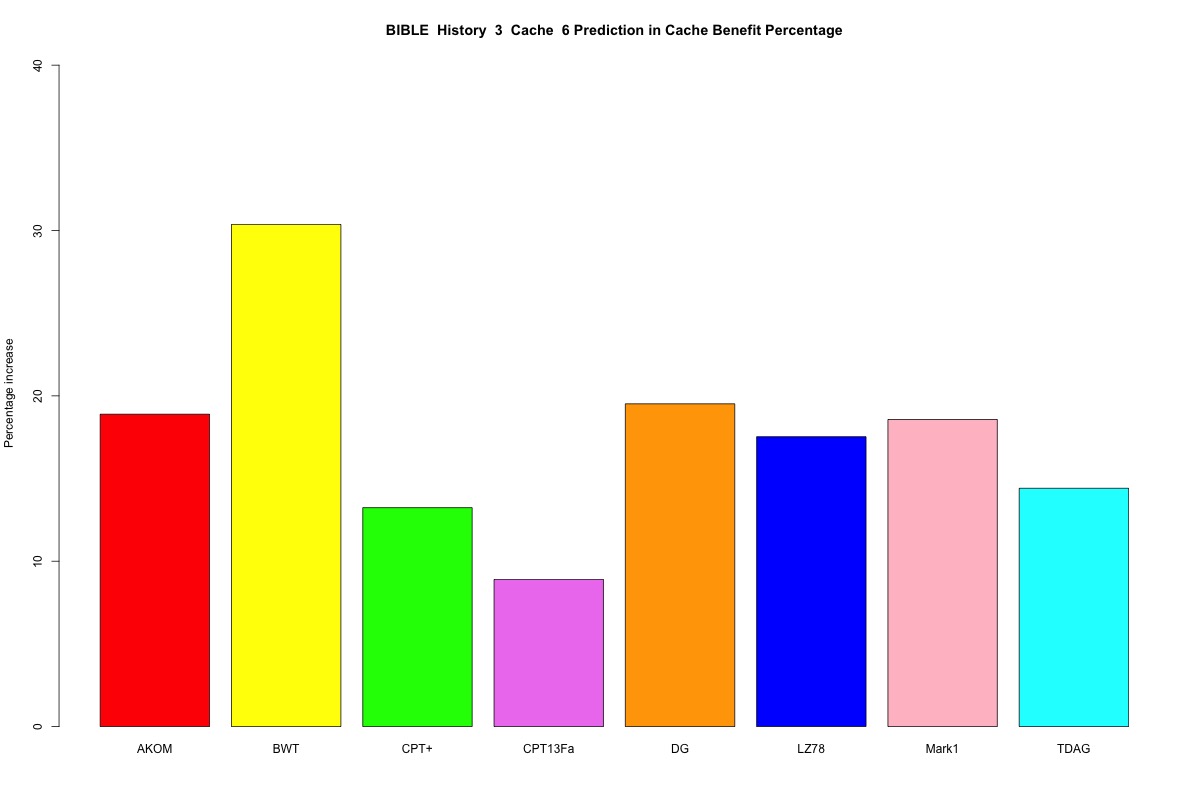 BIBLE  History  3  Cache  6 Prediction in Cache Benefit Percentage
Percentage increase
40
30
20
10
0
AKOM BWT CPT+ CPT13Fa DG LZ78 Mark1 TDAG